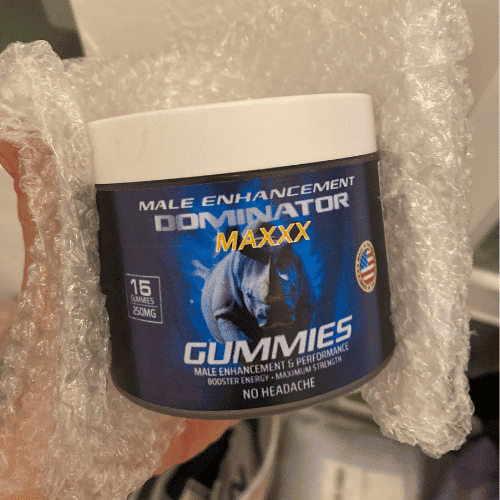 MALE ENHANCEMENT
DOMINATOR
MAXXX
15
GUMMIES
250MG
GUMMIES
MALE ENHANCEMENT & PERFORMANCE
BOOSTER ENERGY • MAXIMUM STRENGTH
NO HEADACHE